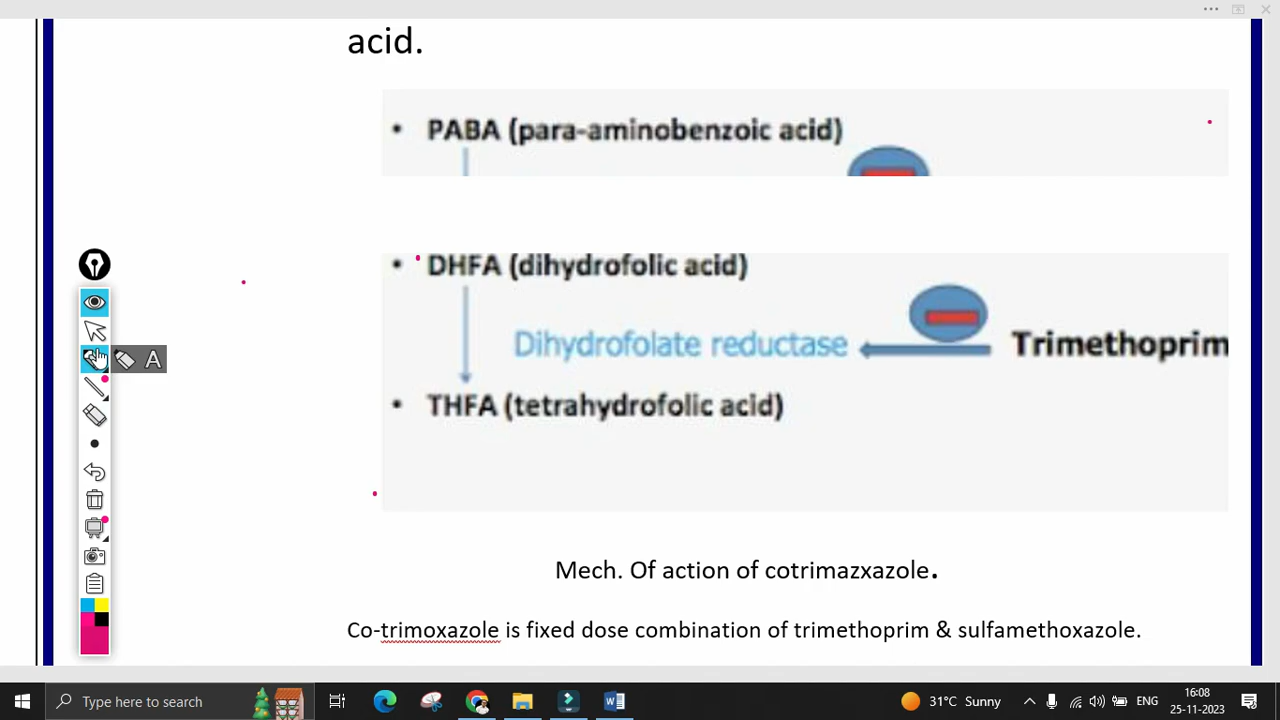 acid.
• PABA (para-aminobenzoic acid)
• DHFA (dihydrofolic acid)
Dihydrofolate reductase
Trimethoprim
• THFA (tetrahydrofolic acid)
A
Mech. Of action of cotrimazxazole.
Co-trimoxazole is fixed dose combination of trimethoprim & sulfamethoxazole.
Type here to search
31°C Sunny
ENG
16:08
25-11-2023